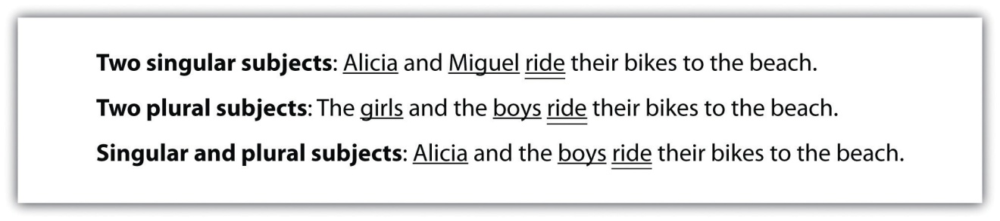 Two singular subjects: Alicia and Miguel ride their bikes to the beach.
Two plural subjects: The girls and the boys ride their bikes to the beach.
Singular and plural subjects: Alicia and the boys ride their bikes to the beach.